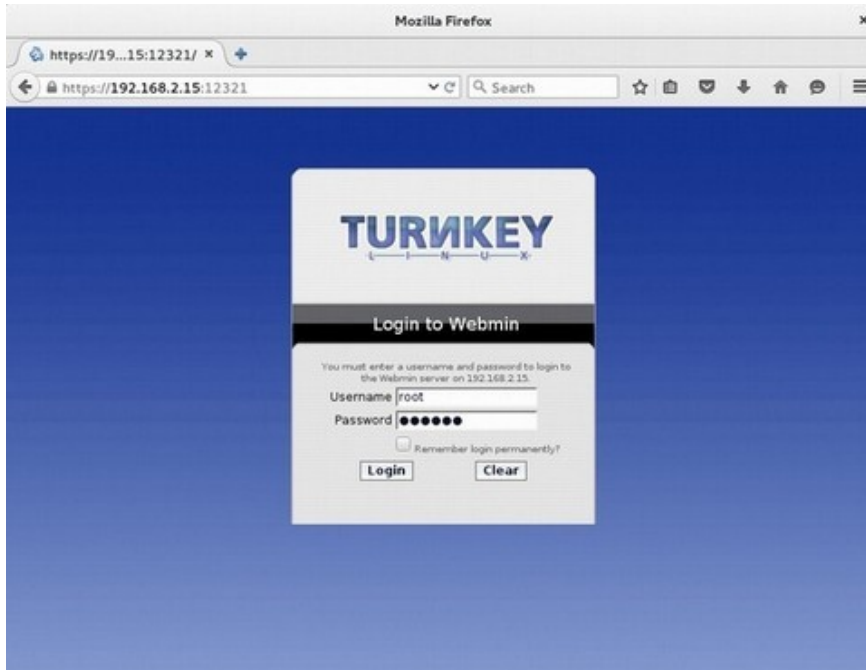 Mozilla Firefox
https://19...15:12321/
https://192.168.2.15:12321
Search
TURNKEY
L I N U X
Login to Webmin
You must enter a username and password to login to
the Webmin server on 192.168.2.15.
Username root
Password ●●●●●●
Remember login permanently?
Login Clear